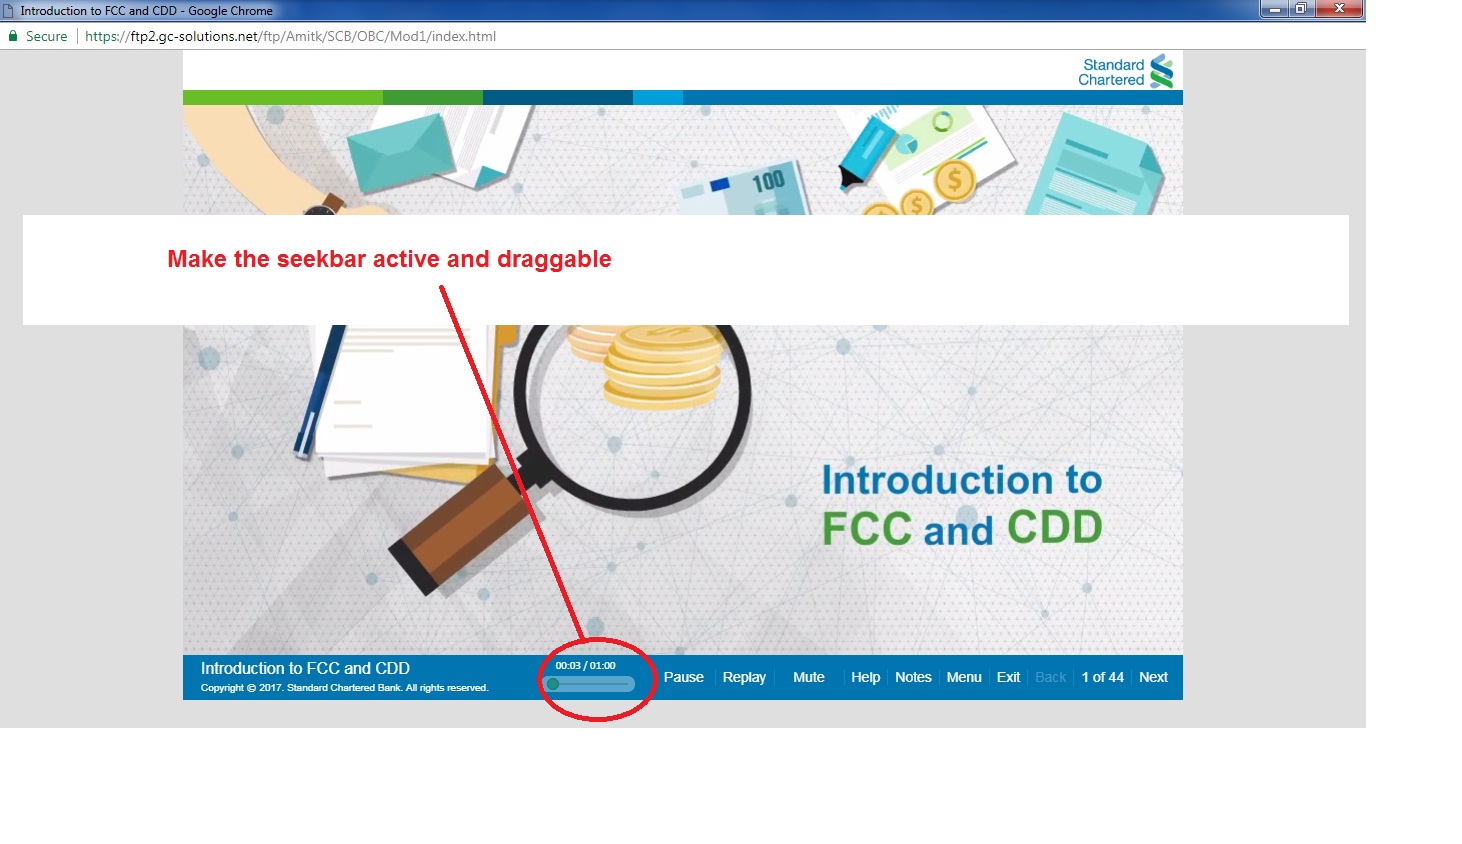 Introduction to FCC and CDD - Google Chrome
Secure https://ftp2.gc-solutions.net/ftp/Amitk/SCB/OBC/Mod1/index.html
Standard
Chartered
100
$
$
Make the seekbar active and draggable
Introduction to
FCC and CDD
Introduction to FCC and CDD
Copyright © 2017. Standard Chartered Bank. All rights reserved.
00:03 / 01:00
Pause Replay Mute Help Notes Menu Exit Back 1 of 44 Next